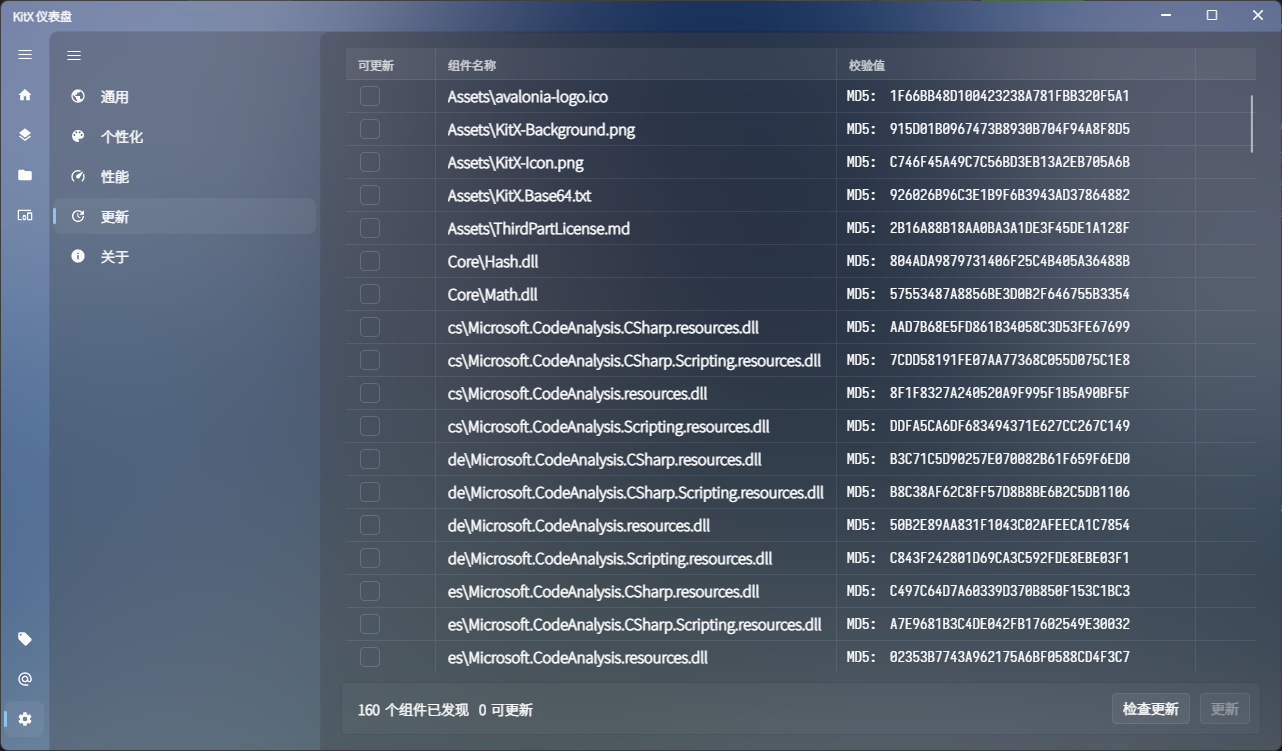 KitX 仪表盘
通用
个性化
性能
更新
关于
可更新 组件名称 校验值
Assets\avalonia-logo.ico MD5: 1F66BB48D100423238A781FBB320F5A1
Assets\KitX-Background.png MD5: 915D01B0967473B8930B704F94A8F8D5
Assets\KitX-Icon.png MD5: C746F45A49C7C56BD3EB13A2EB705A6B
Assets\KitX.Base64.txt MD5: 926026B96C3E1B9F6B3943AD37864882
Assets\ThirdPartLicense.md MD5: 2B16A88B18AA0BA3A1DE3F45DE1A128F
Core\Hash.dll MD5: 804ADA9879731406F25C4B405A36488B
Core\Math.dll MD5: 57553487A8856BE3D0B2F646755B3354
cs\Microsoft.CodeAnalysis.CSharp.resources.dll MD5: AAD7B68E5FD861B34058C3D53FE67699
cs\Microsoft.CodeAnalysis.CSharp.Scripting.resources.dll MD5: 7CDD58191FE07AA77368C055D075C1E8
cs\Microsoft.CodeAnalysis.resources.dll MD5: 8F1F8327A240520A9F995F1B5A90BF5F
cs\Microsoft.CodeAnalysis.Scripting.resources.dll MD5: DDFA5CA6DF683494371E627CC267C149
de\Microsoft.CodeAnalysis.CSharp.resources.dll MD5: B3C71C5D90257E070082B61F659F6ED0
de\Microsoft.CodeAnalysis.CSharp.Scripting.resources.dll MD5: B8C38AF62C8FF57D8B8BE6B2C5DB1106
de\Microsoft.CodeAnalysis.resources.dll MD5: 50B2E89AA831F1043C02AFEECA1C7854
de\Microsoft.CodeAnalysis.Scripting.resources.dll MD5: C843F242801D69CA3C592FDE8EBE03F1
es\Microsoft.CodeAnalysis.CSharp.resources.dll MD5: C497C64D7A60339D370B850F153C1BC3
es\Microsoft.CodeAnalysis.CSharp.Scripting.resources.dll MD5: A7E9681B3C4DE042FB17602549E30032
es\Microsoft.CodeAnalysis.resources.dll MD5: 02353B7743A962175A6BF0588CD4F3C7
160 个组件已发现 0 可更新 检查更新 更新